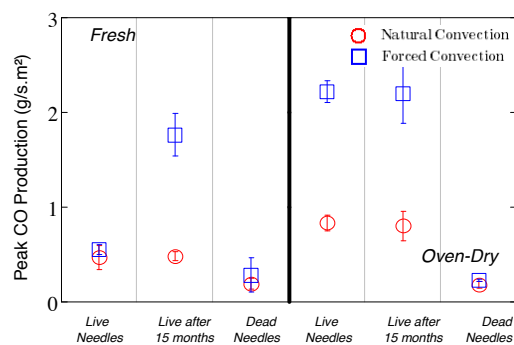 3
Fresh
Natural Convection
Forced Convection
2
Peak CO Production (g/s.m²)
1
Oven-Dry
0
Live Needles
Live after 15 months
Dead Needles
Live Needles
Live after 15 months
Dead Needles